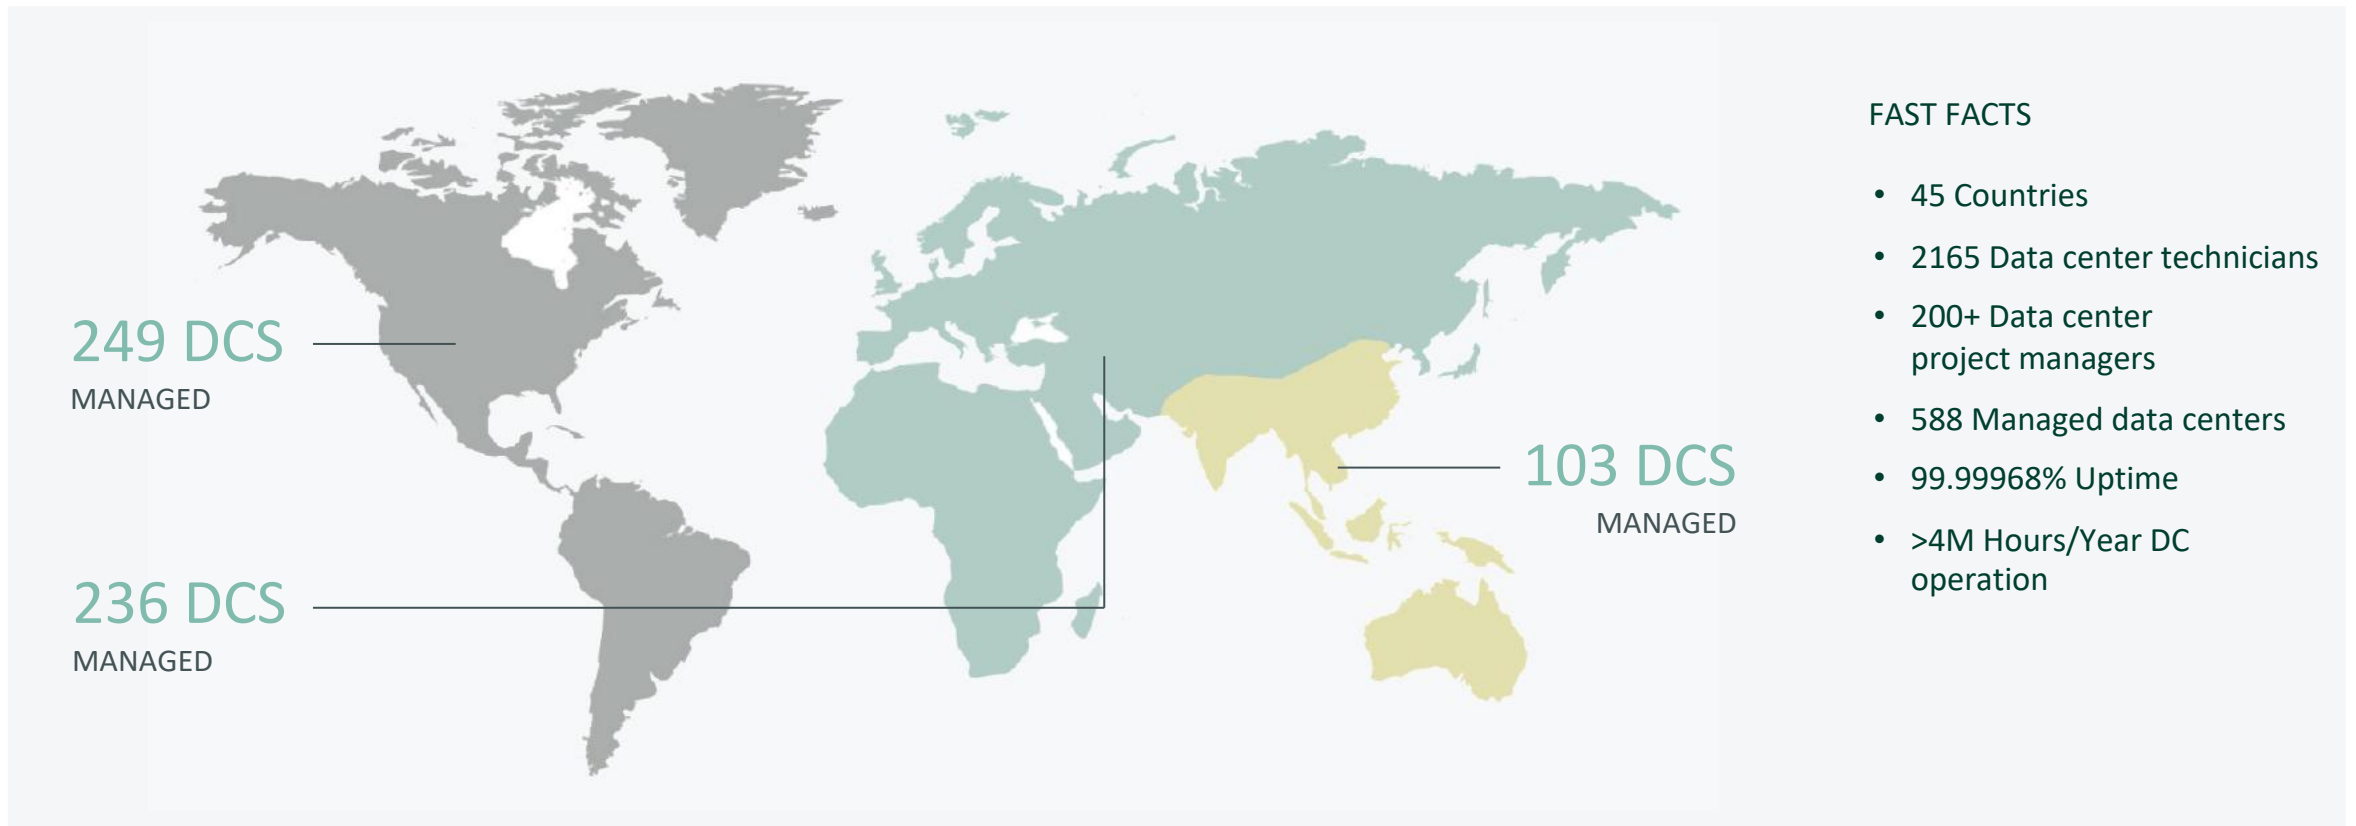 249 DCS
MANAGED
236 DCS
MANAGED
103 DCS
MANAGED
FAST FACTS
• 45 Countries
• 2165 Data center technicians
• 200+ Data center
project managers
• 588 Managed data centers
• 99.99968% Uptime
• >4M Hours/Year DC
operation